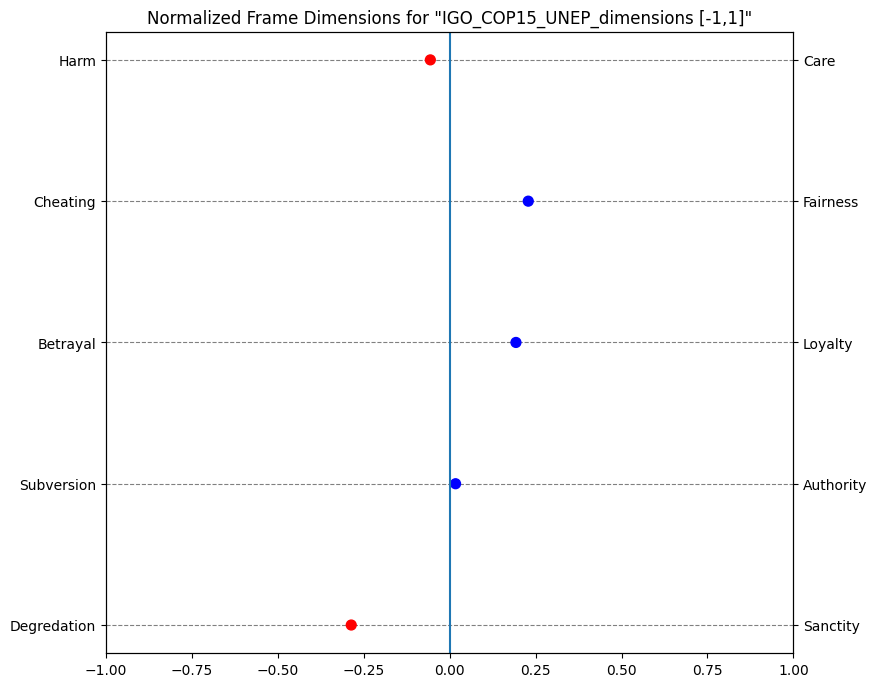 Normalized Frame Dimensions for "IGO_COP15_UNEP_dimensions [-1,1]"
Harm Care
Cheating Fairness
Betrayal Loyalty
Subversion Authority
Degredation Sanctity
−1.00 −0.75 −0.50 −0.25 0.00 0.25 0.50 0.75 1.00